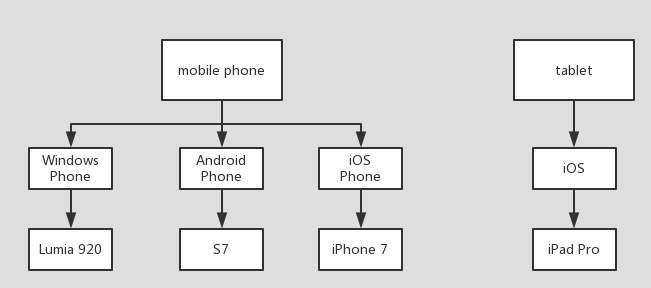 mobile phone
tablet
Windows
Phone
Android
Phone
iOS
Phone
iOS
Lumia 920
S7
iPhone 7
iPad Pro